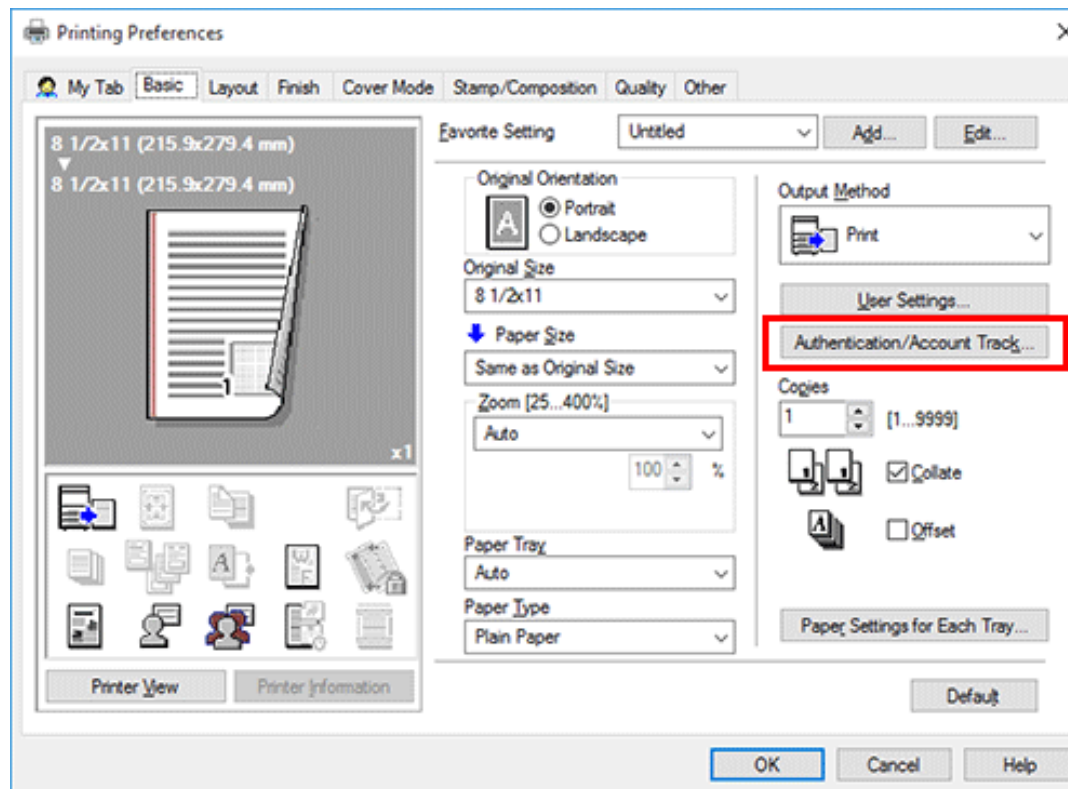 Printing Preferences
My Tab Basic Layout Finish Cover Mode Stamp/Composition Quality Other
8 1/2x11 (215.9x279.4 mm)
8 1/2x11 (215.9x279.4 mm)
1
x1
Printer View Printer Information
Favorite Setting Untitled Add... Edit...
Original Orientation
A
Portrait
Landscape
Original Size
8 1/2x11
Paper Size
Same as Original Size
Zoom [25...400%]
Auto
100 %
Paper Tray
Auto
Paper Type
Plain Paper
Output Method
Print
User Settings...
Authentication/Account Track...
Copies
1 [1...9999]
Collate
Offset
Paper Settings for Each Tray...
Default
OK Cancel Help